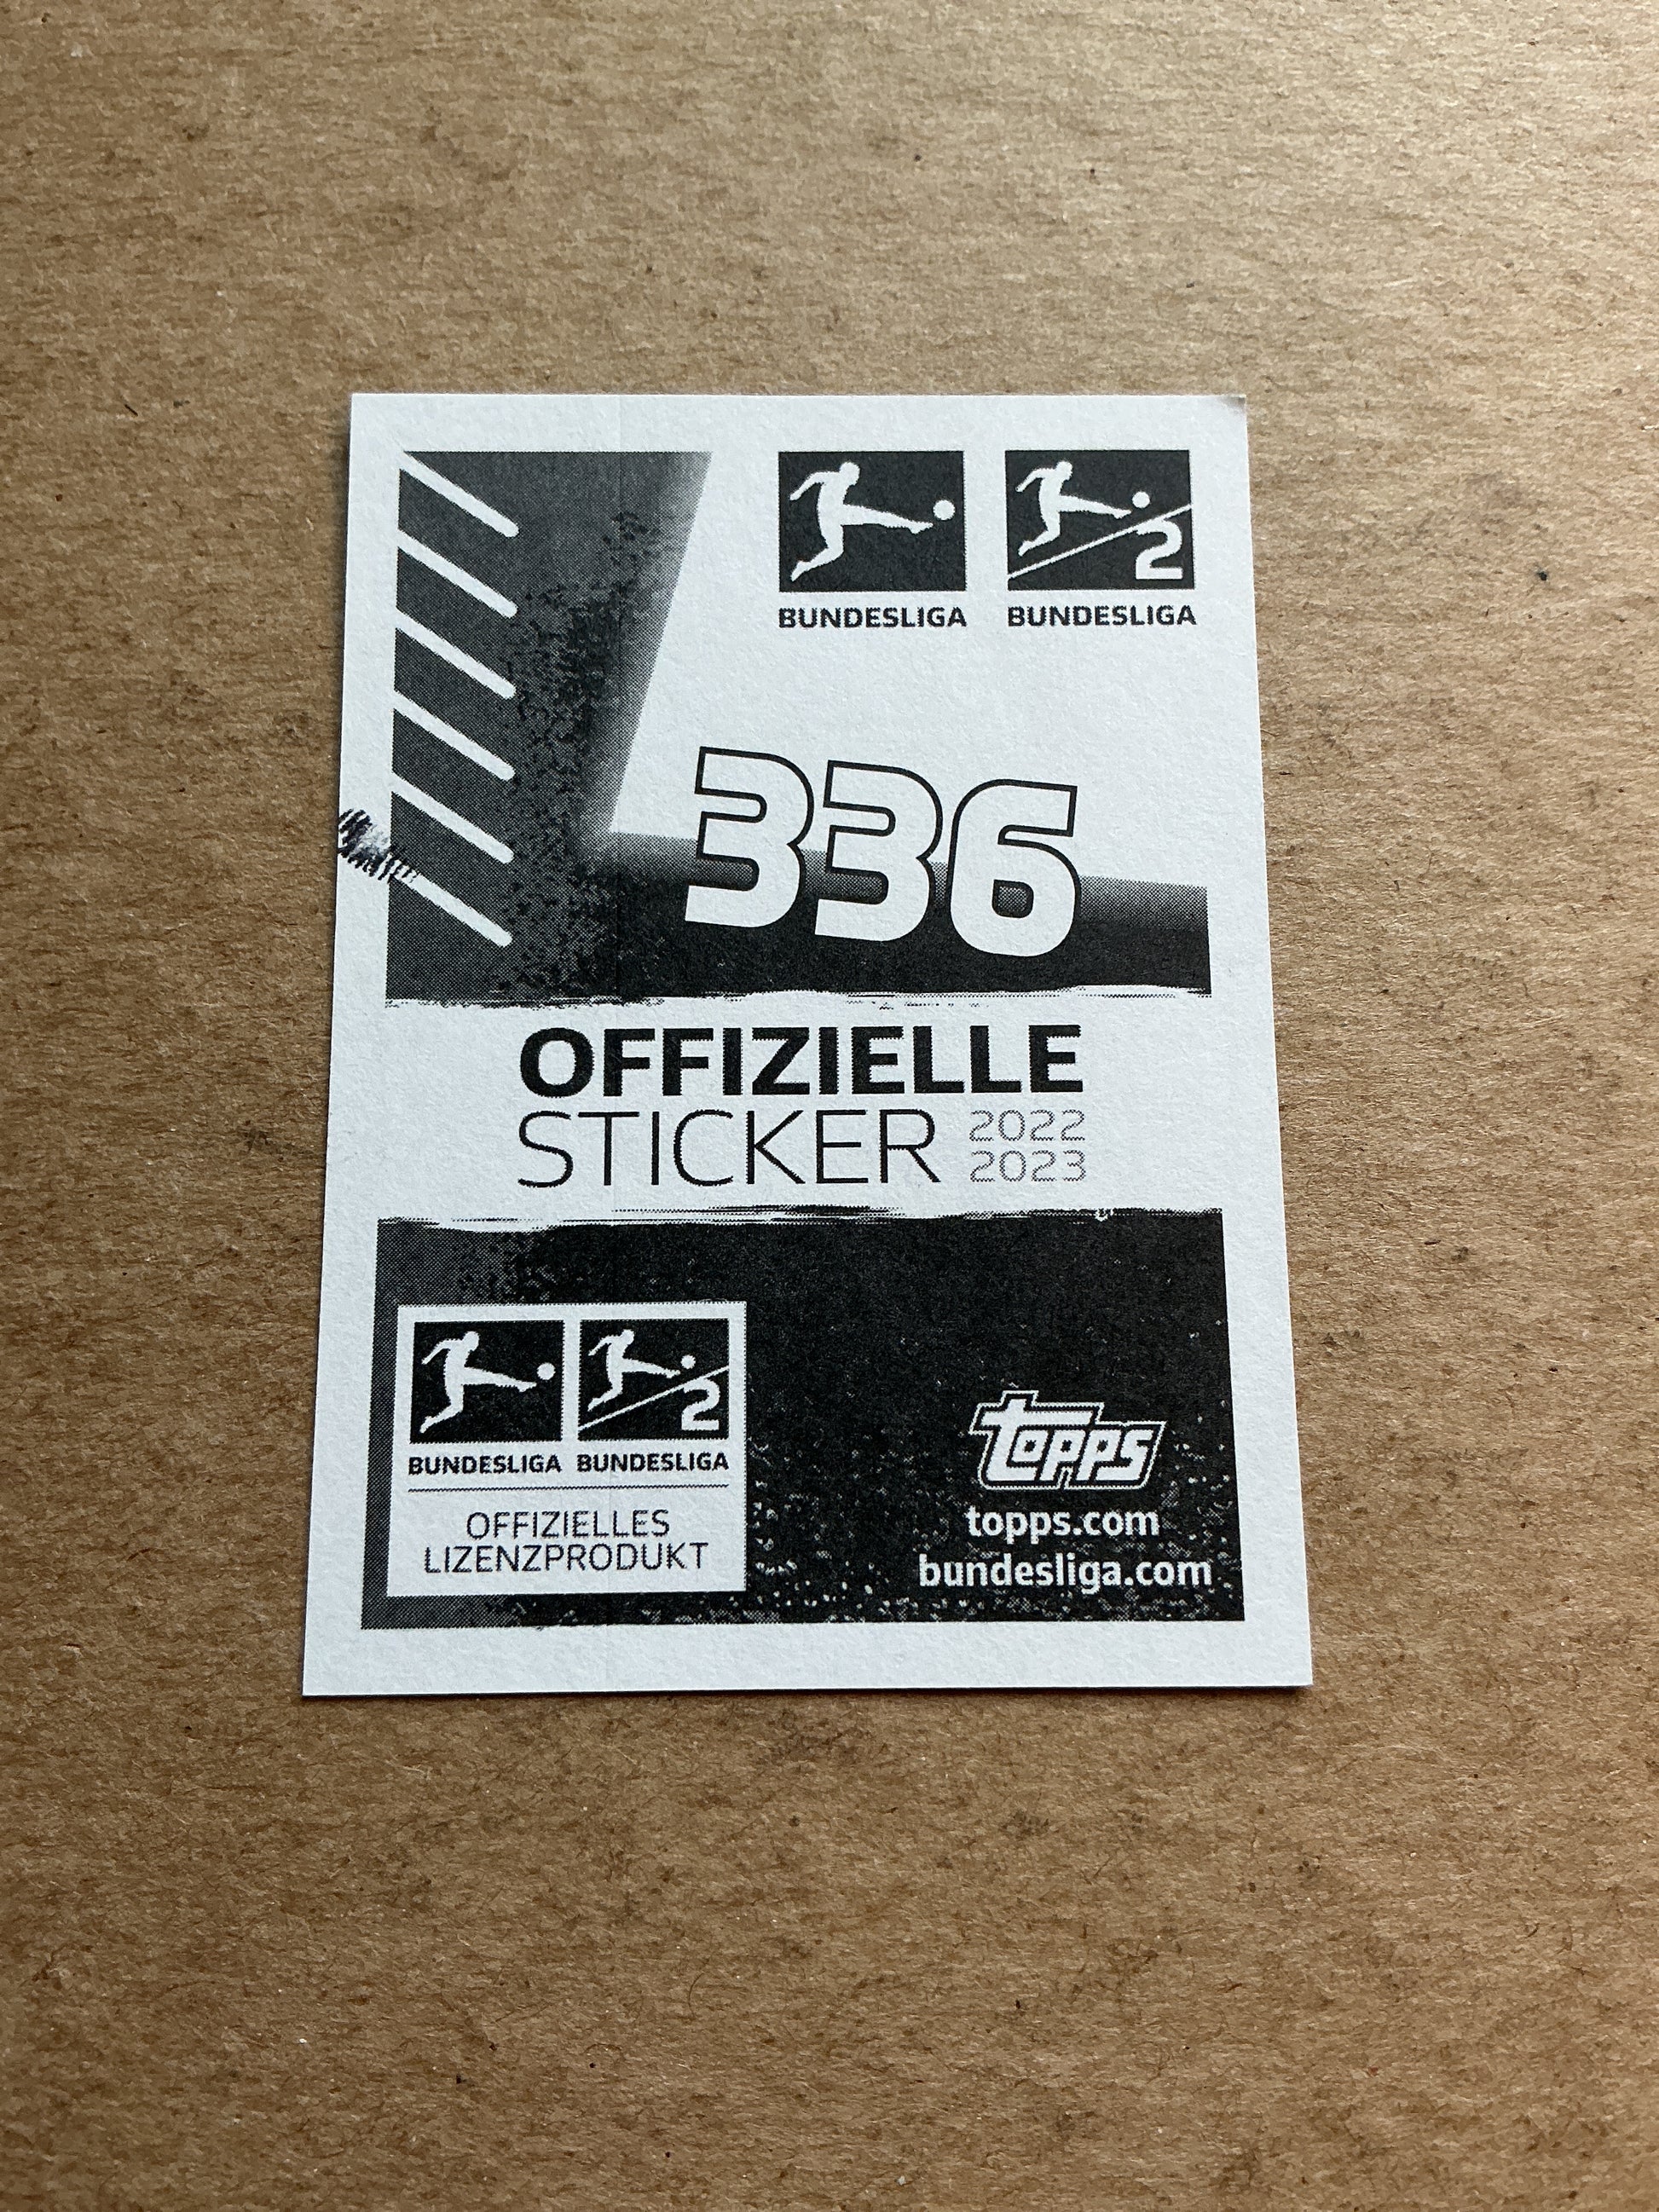 2
BUNDESLIGA BUNDESLIGA
336
OFFIZIELLE
STICKER 2022
2023
2
BUNDESLIGA BUNDESLIGA
OFFIZIELLES
LIZENZPRODUKT
topps
topps.com
bundesliga.com